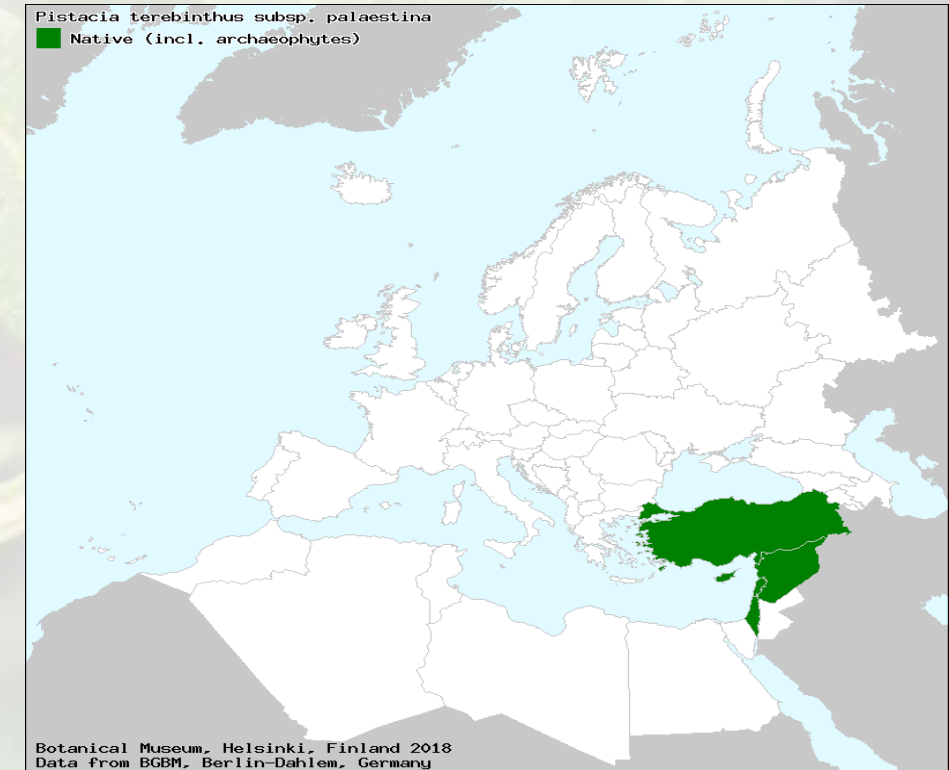 Pistacia terebinthus subsp. palaestina
Native (incl. archaeophytes)
Botanical Museum, Helsinki, Finland 2018
Data from BGBM, Berlin-Dahlem, Germany